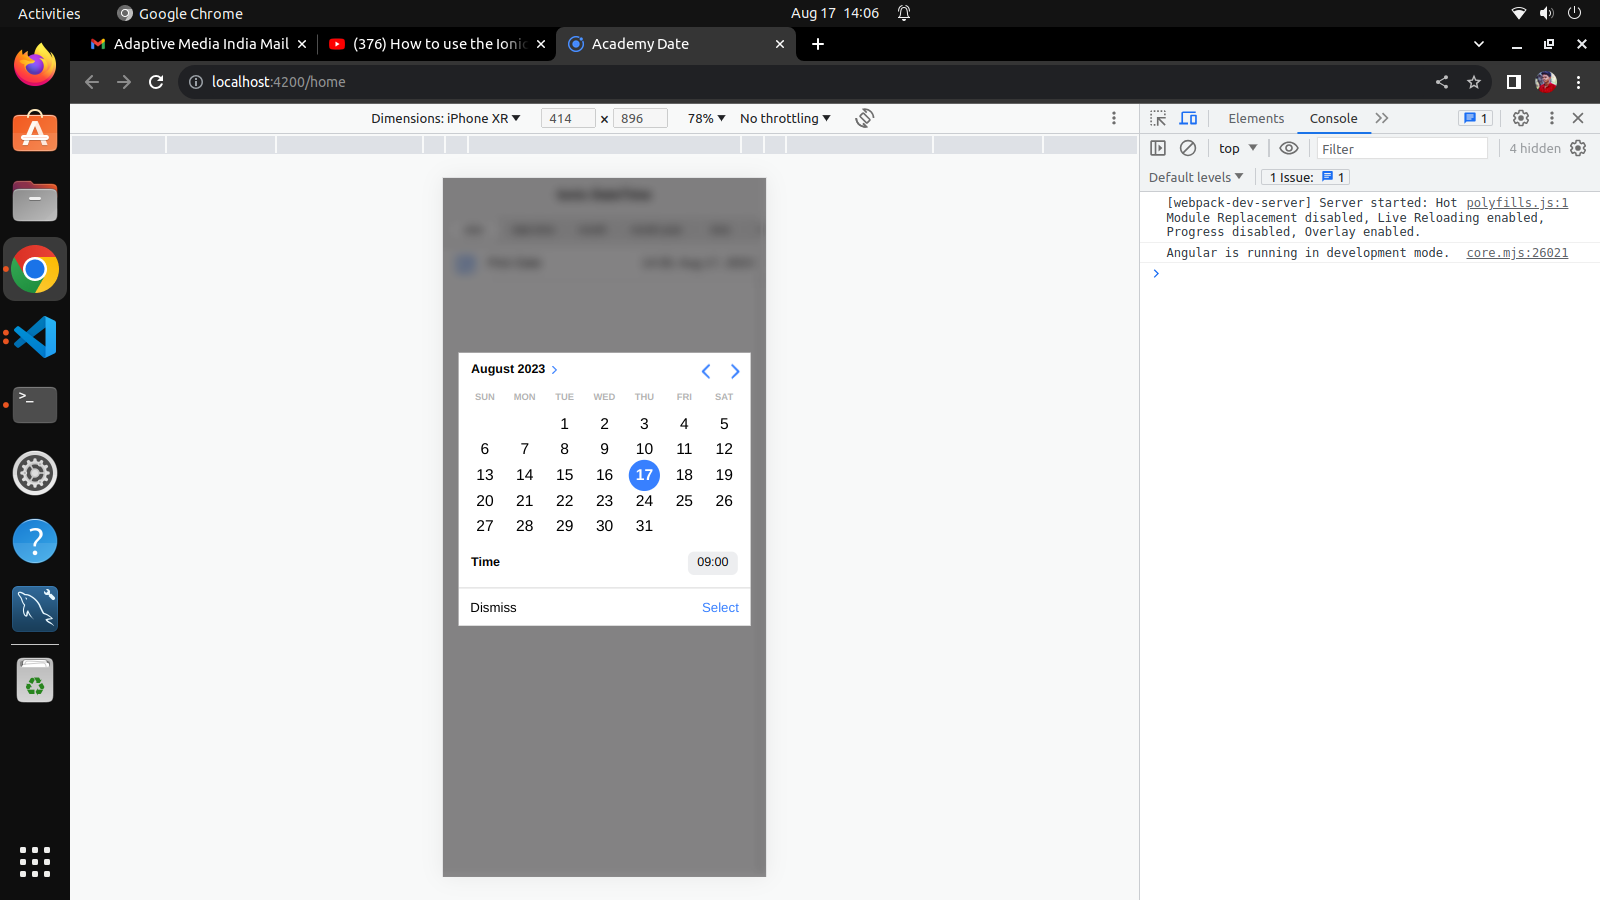 Activities
Google Chrome
Aug 17 14:06
Adaptive Media India Mail
(376) How to use the Ionic
Academy Date
localhost:4200/home
Dimensions: iPhone XR
414 × 896
78%
No throttling
Elements
Console
1
top
Filter
4 hidden
Default levels
1 Issue: 1
[webpack-dev-server] Server started: Hot polyfills.js:1
Module Replacement disabled, Live Reloading enabled,
Progress disabled, Overlay enabled.
Angular is running in development mode. core.mjs:26021
August 2023
SUN MON TUE WED THU FRI SAT
1 2 3 4 5
6 7 8 9 10 11 12
13 14 15 16 17 18 19
20 21 22 23 24 25 26
27 28 29 30 31
Time 09:00
Dismiss Select